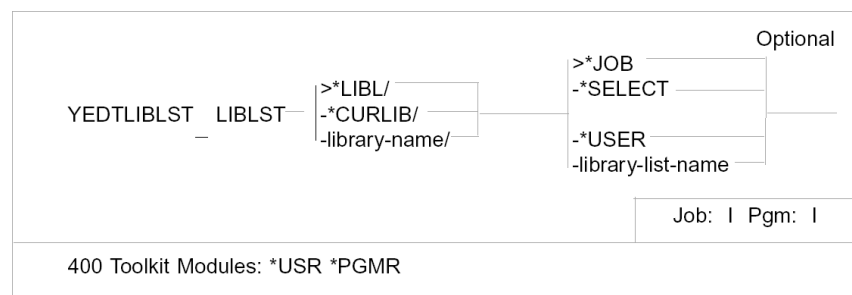 Optional
>*JOB
-*SELECT
>*LIBL/
YEDTLIBLST _ LIBLST
-*CURLIB/
-library-name/
-*USER
-library-list-name
Job: I Pgm: I
400 Toolkit Modules: *USR *PGMR